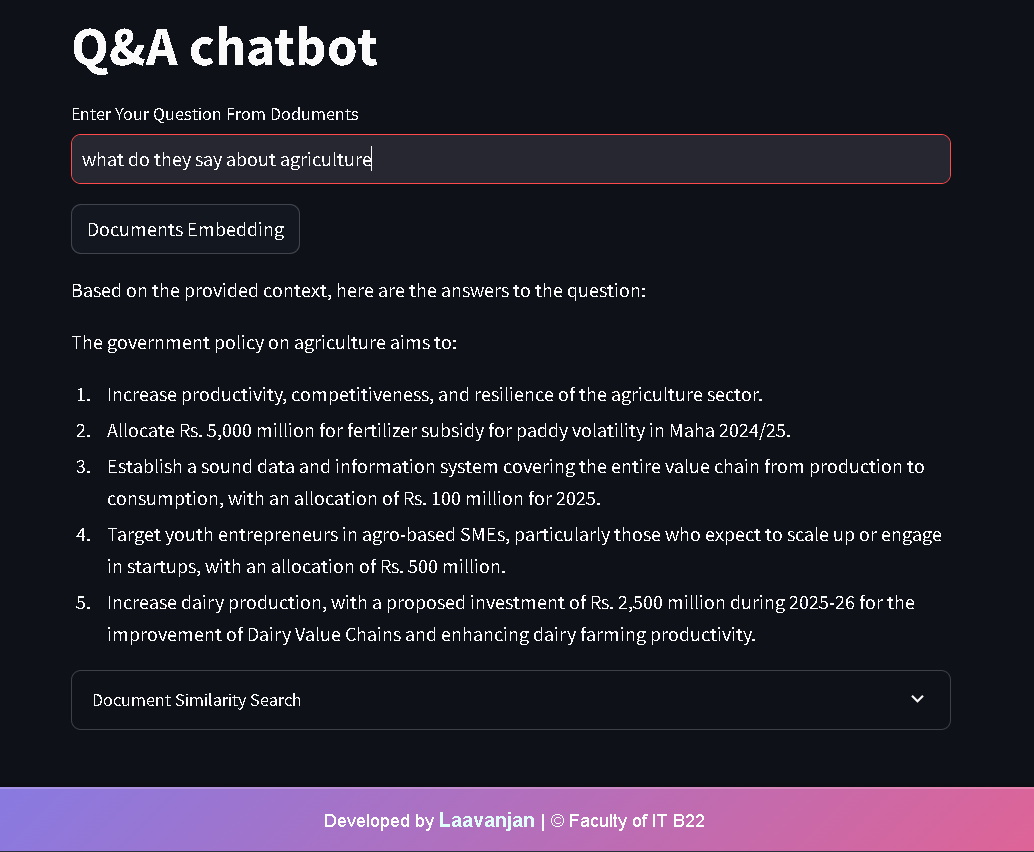 Q&A chatbot
Enter Your Question From Doduments
what do they say about agriculture
Documents Embedding
Based on the provided context, here are the answers to the question:
The government policy on agriculture aims to:
1. Increase productivity, competitiveness, and resilience of the agriculture sector.
2. Allocate Rs. 5,000 million for fertilizer subsidy for paddy volatility in Maha 2024/25.
3. Establish a sound data and information system covering the entire value chain from production to
consumption, with an allocation of Rs. 100 million for 2025.
4. Target youth entrepreneurs in agro-based SMEs, particularly those who expect to scale up or engage
in startups, with an allocation of Rs. 500 million.
5. Increase dairy production, with a proposed investment of Rs. 2,500 million during 2025-26 for the
improvement of Dairy Value Chains and enhancing dairy farming productivity.
Document Similarity Search
Developed by Laavanjan | © Faculty of IT B22